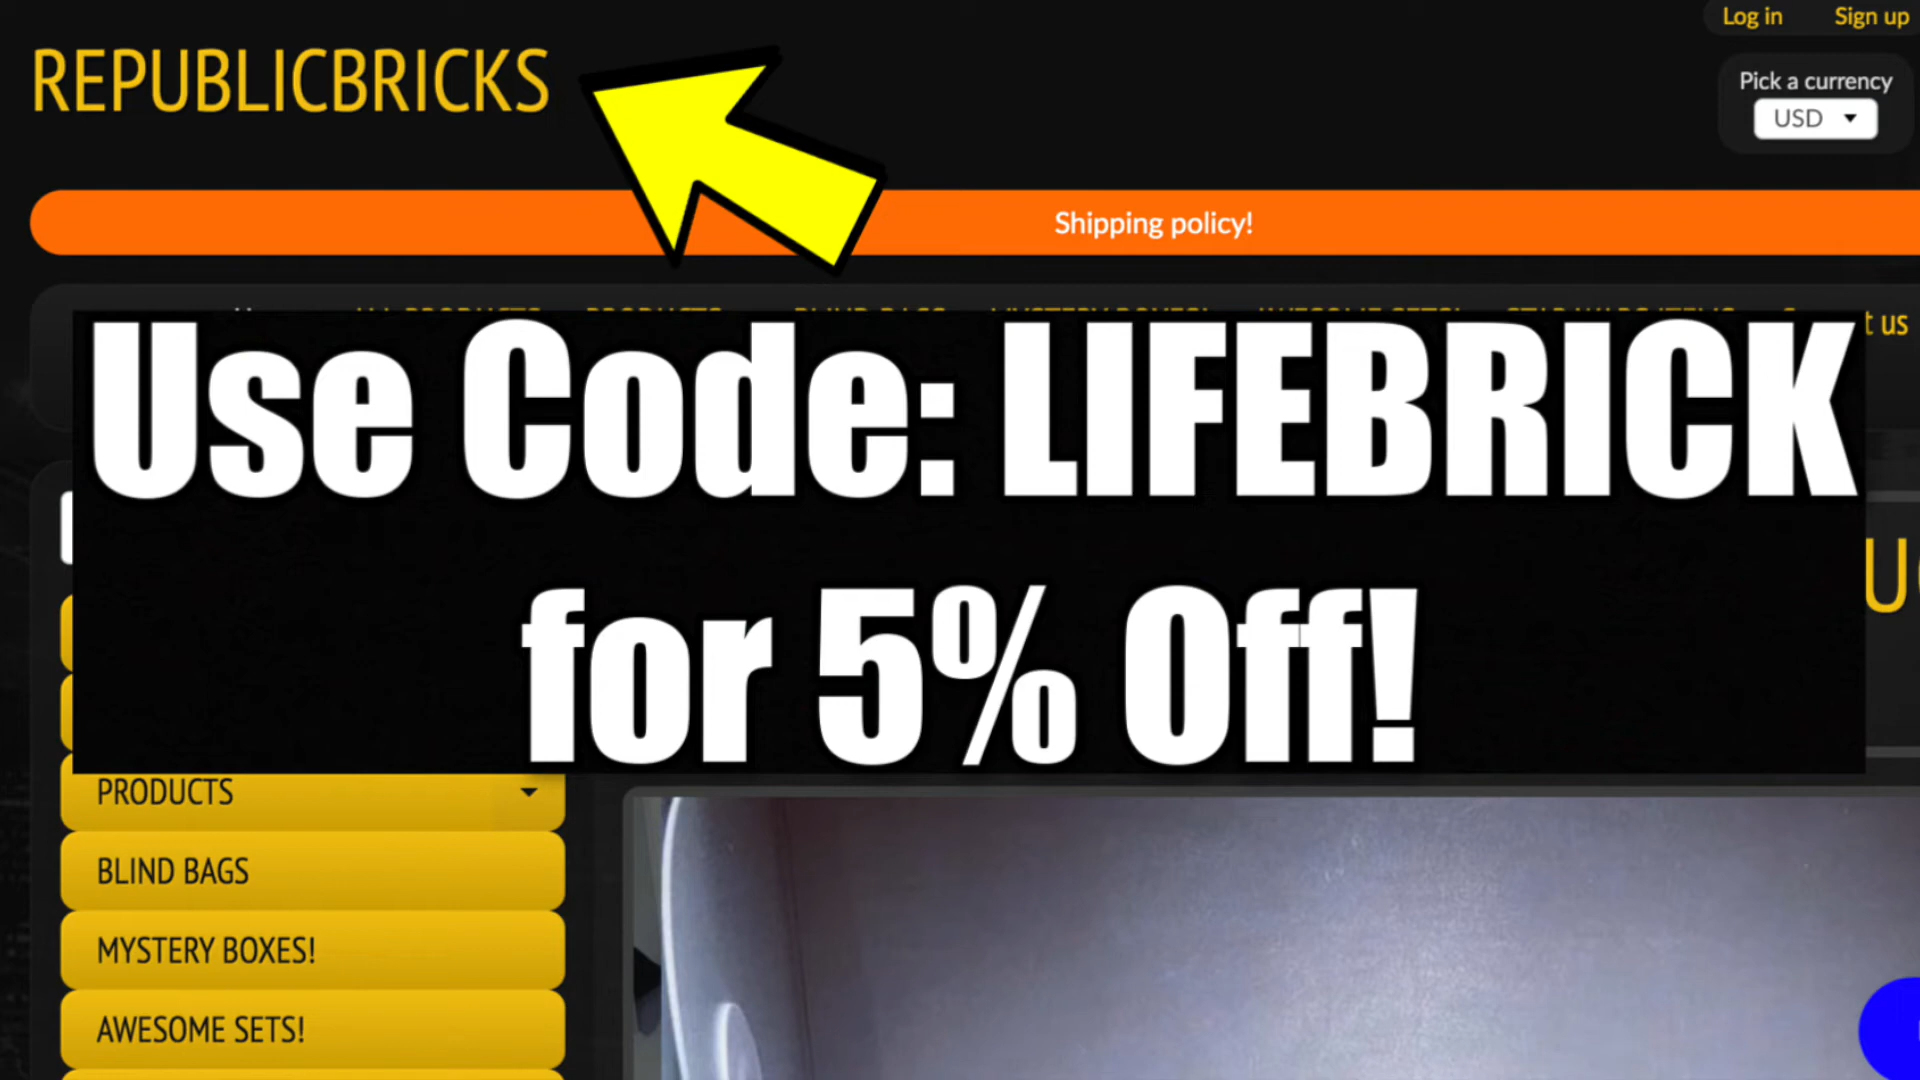 Log in Sign up
REPUBLICBRICKS
Pick a currency
USD
Shipping policy!
t us
Use Code: LIFEBRICK
for 5% Off!
PRODUCTS
BLIND BAGS
MYSTERY BOXES!
AWESOME SETS!